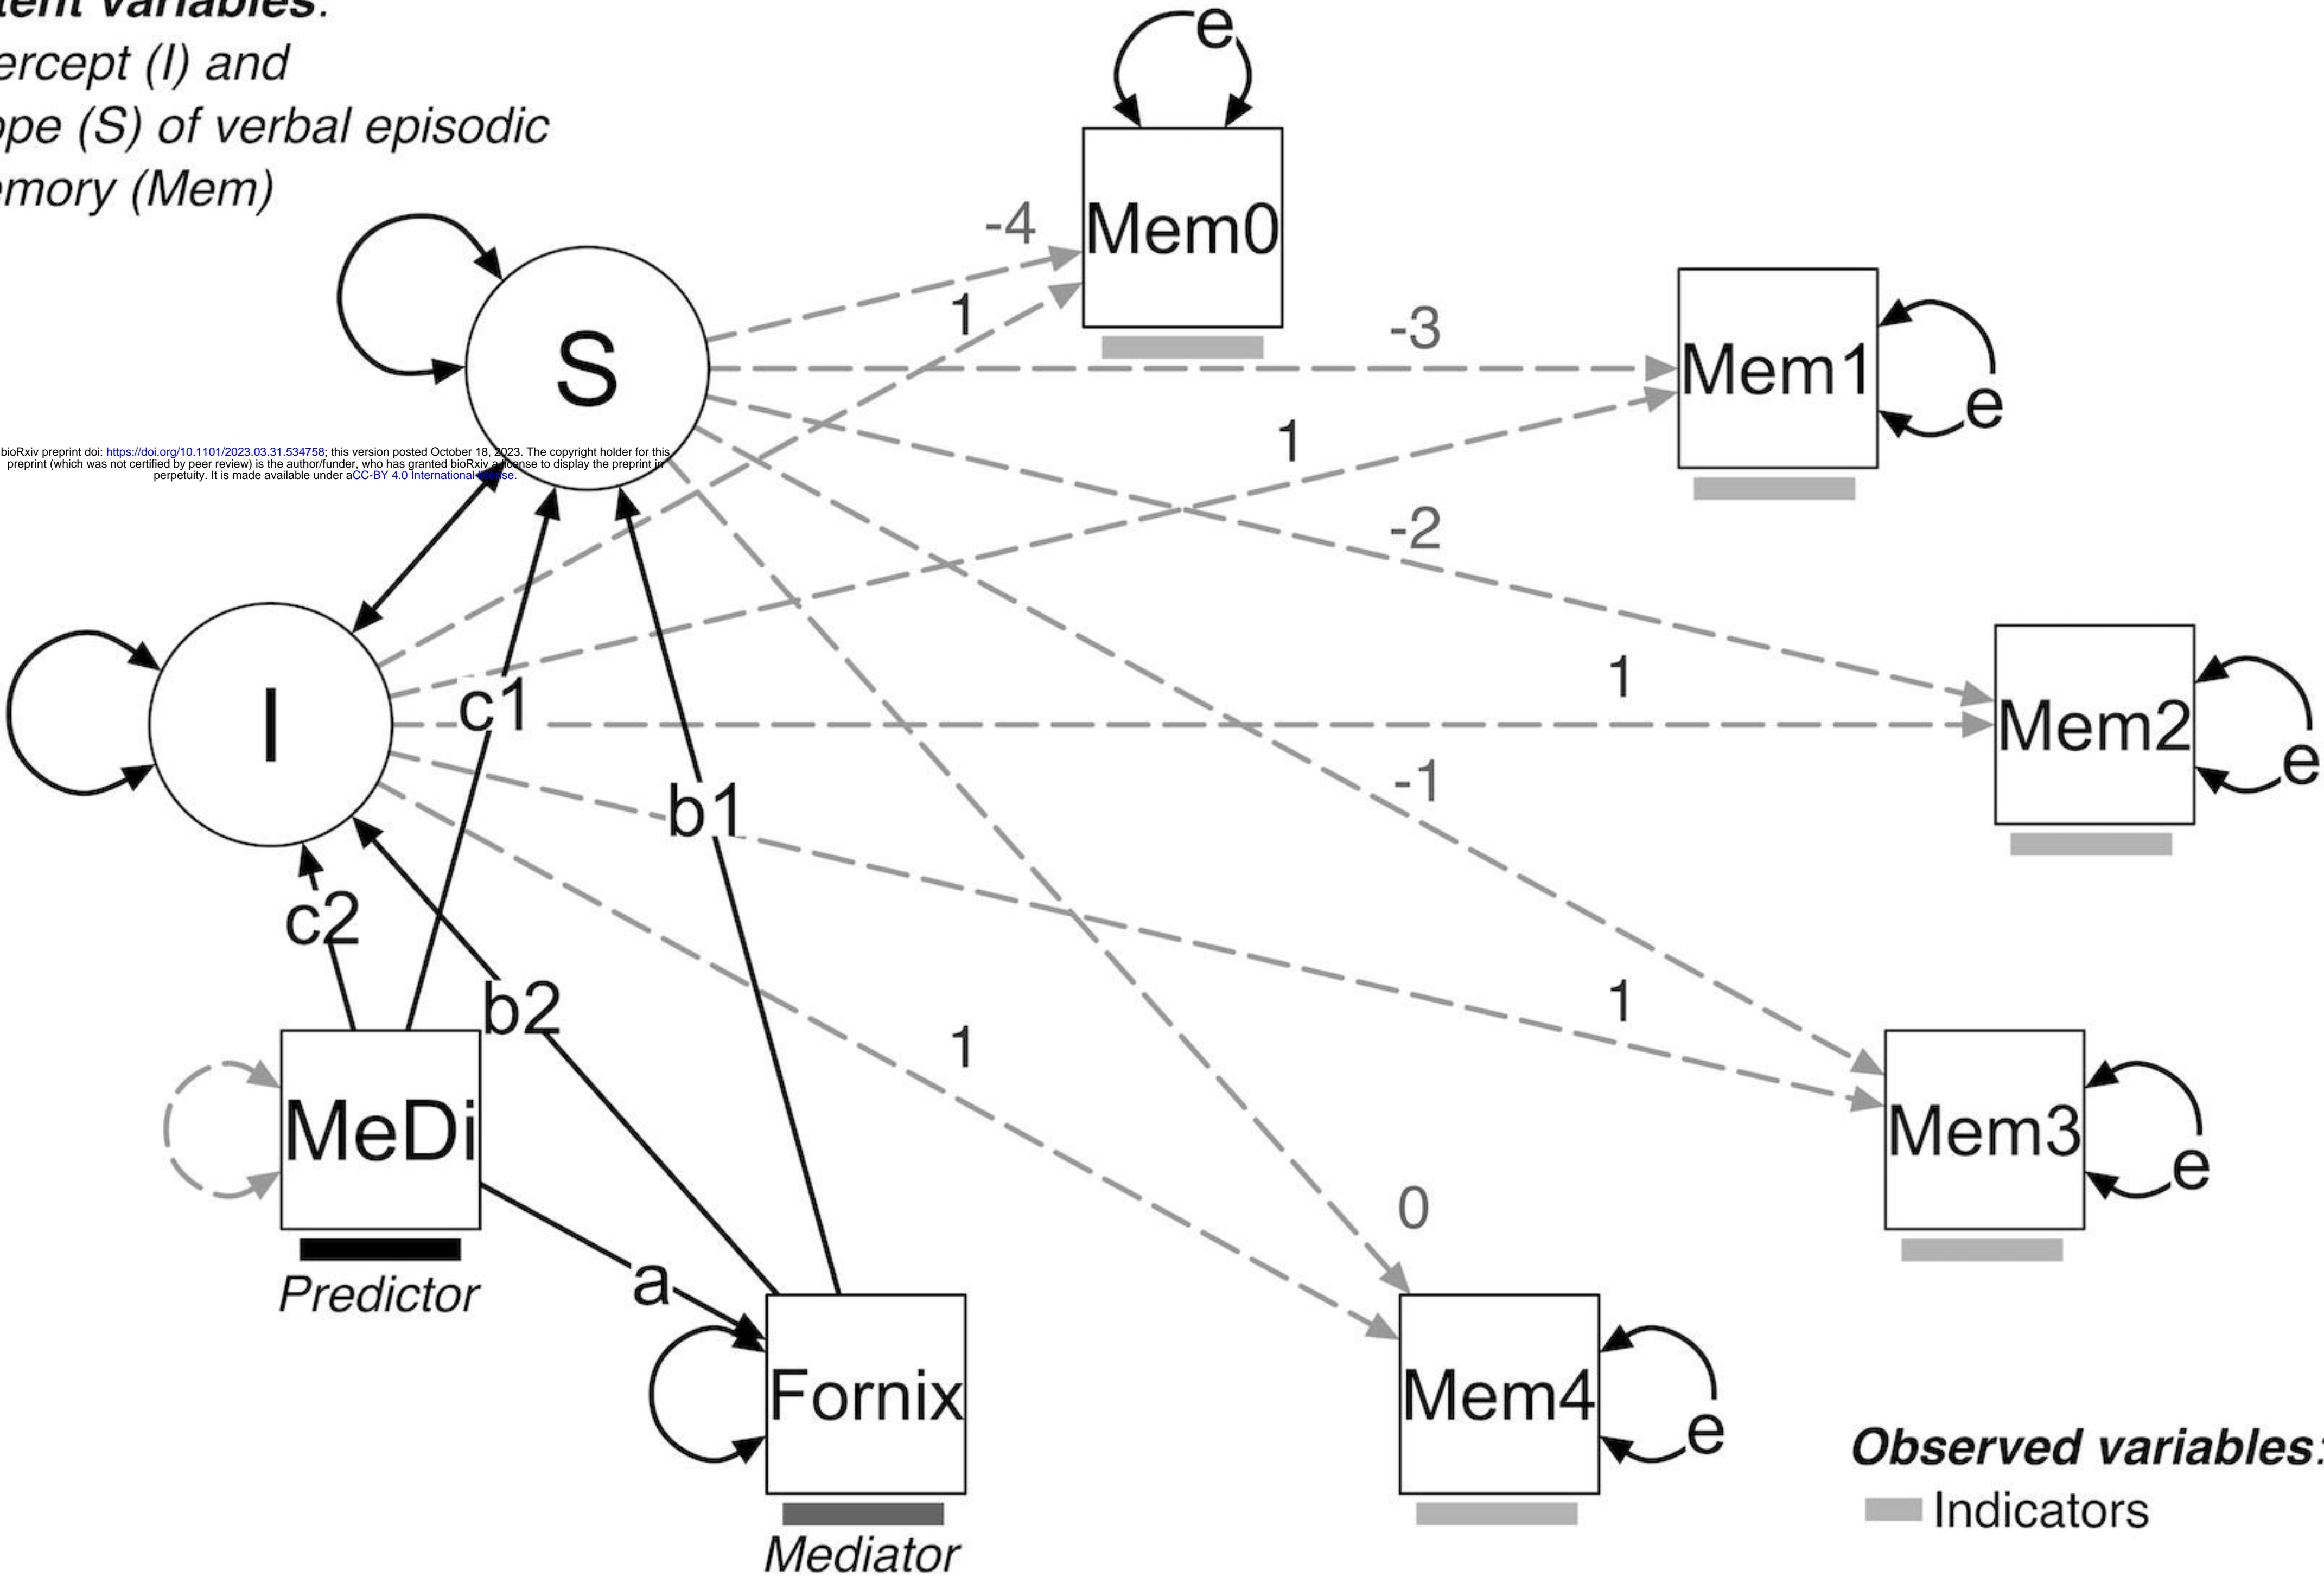 tent variables:
ercept (I) and
ope (S) of verbal episodic
emory (Mem)
e
Mem0
-4
1
S
-3
Mem1
e
1
bioRxiv preprint doi: https://doi.org/10.1101/2023.03.31.534758; this version posted October 18, 2023. The copyright holder for this
preprint (which was not certified by peer review) is the author/funder, who has granted bioRxiv a license to display the preprint in
perpetuity. It is made available under aCC-BY 4.0 International license.
-2
I
c1
1
Mem2
e
b1
-1
c2
b2
1
1
MeDi
Predictor
a
0
Mem3
e
Fornix
Mediator
Mem4
e
Observed variables:
Indicators